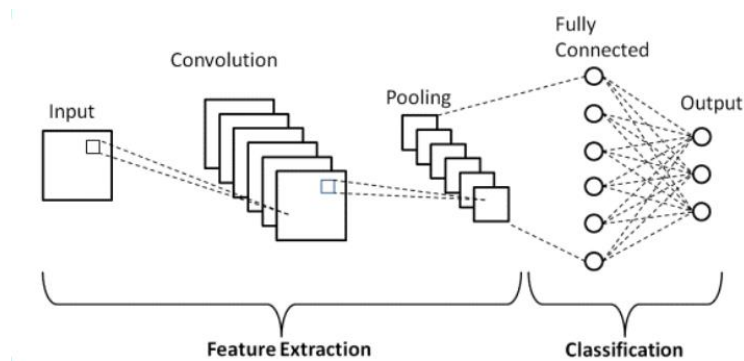 Input
Convolution
Pooling
Fully
Connected
Output
Feature Extraction
Classification